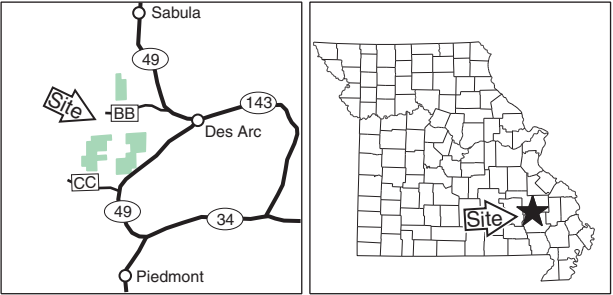 Sabula
49
Site
BB
143
Des Arc
CC
49
34
Piedmont
Site